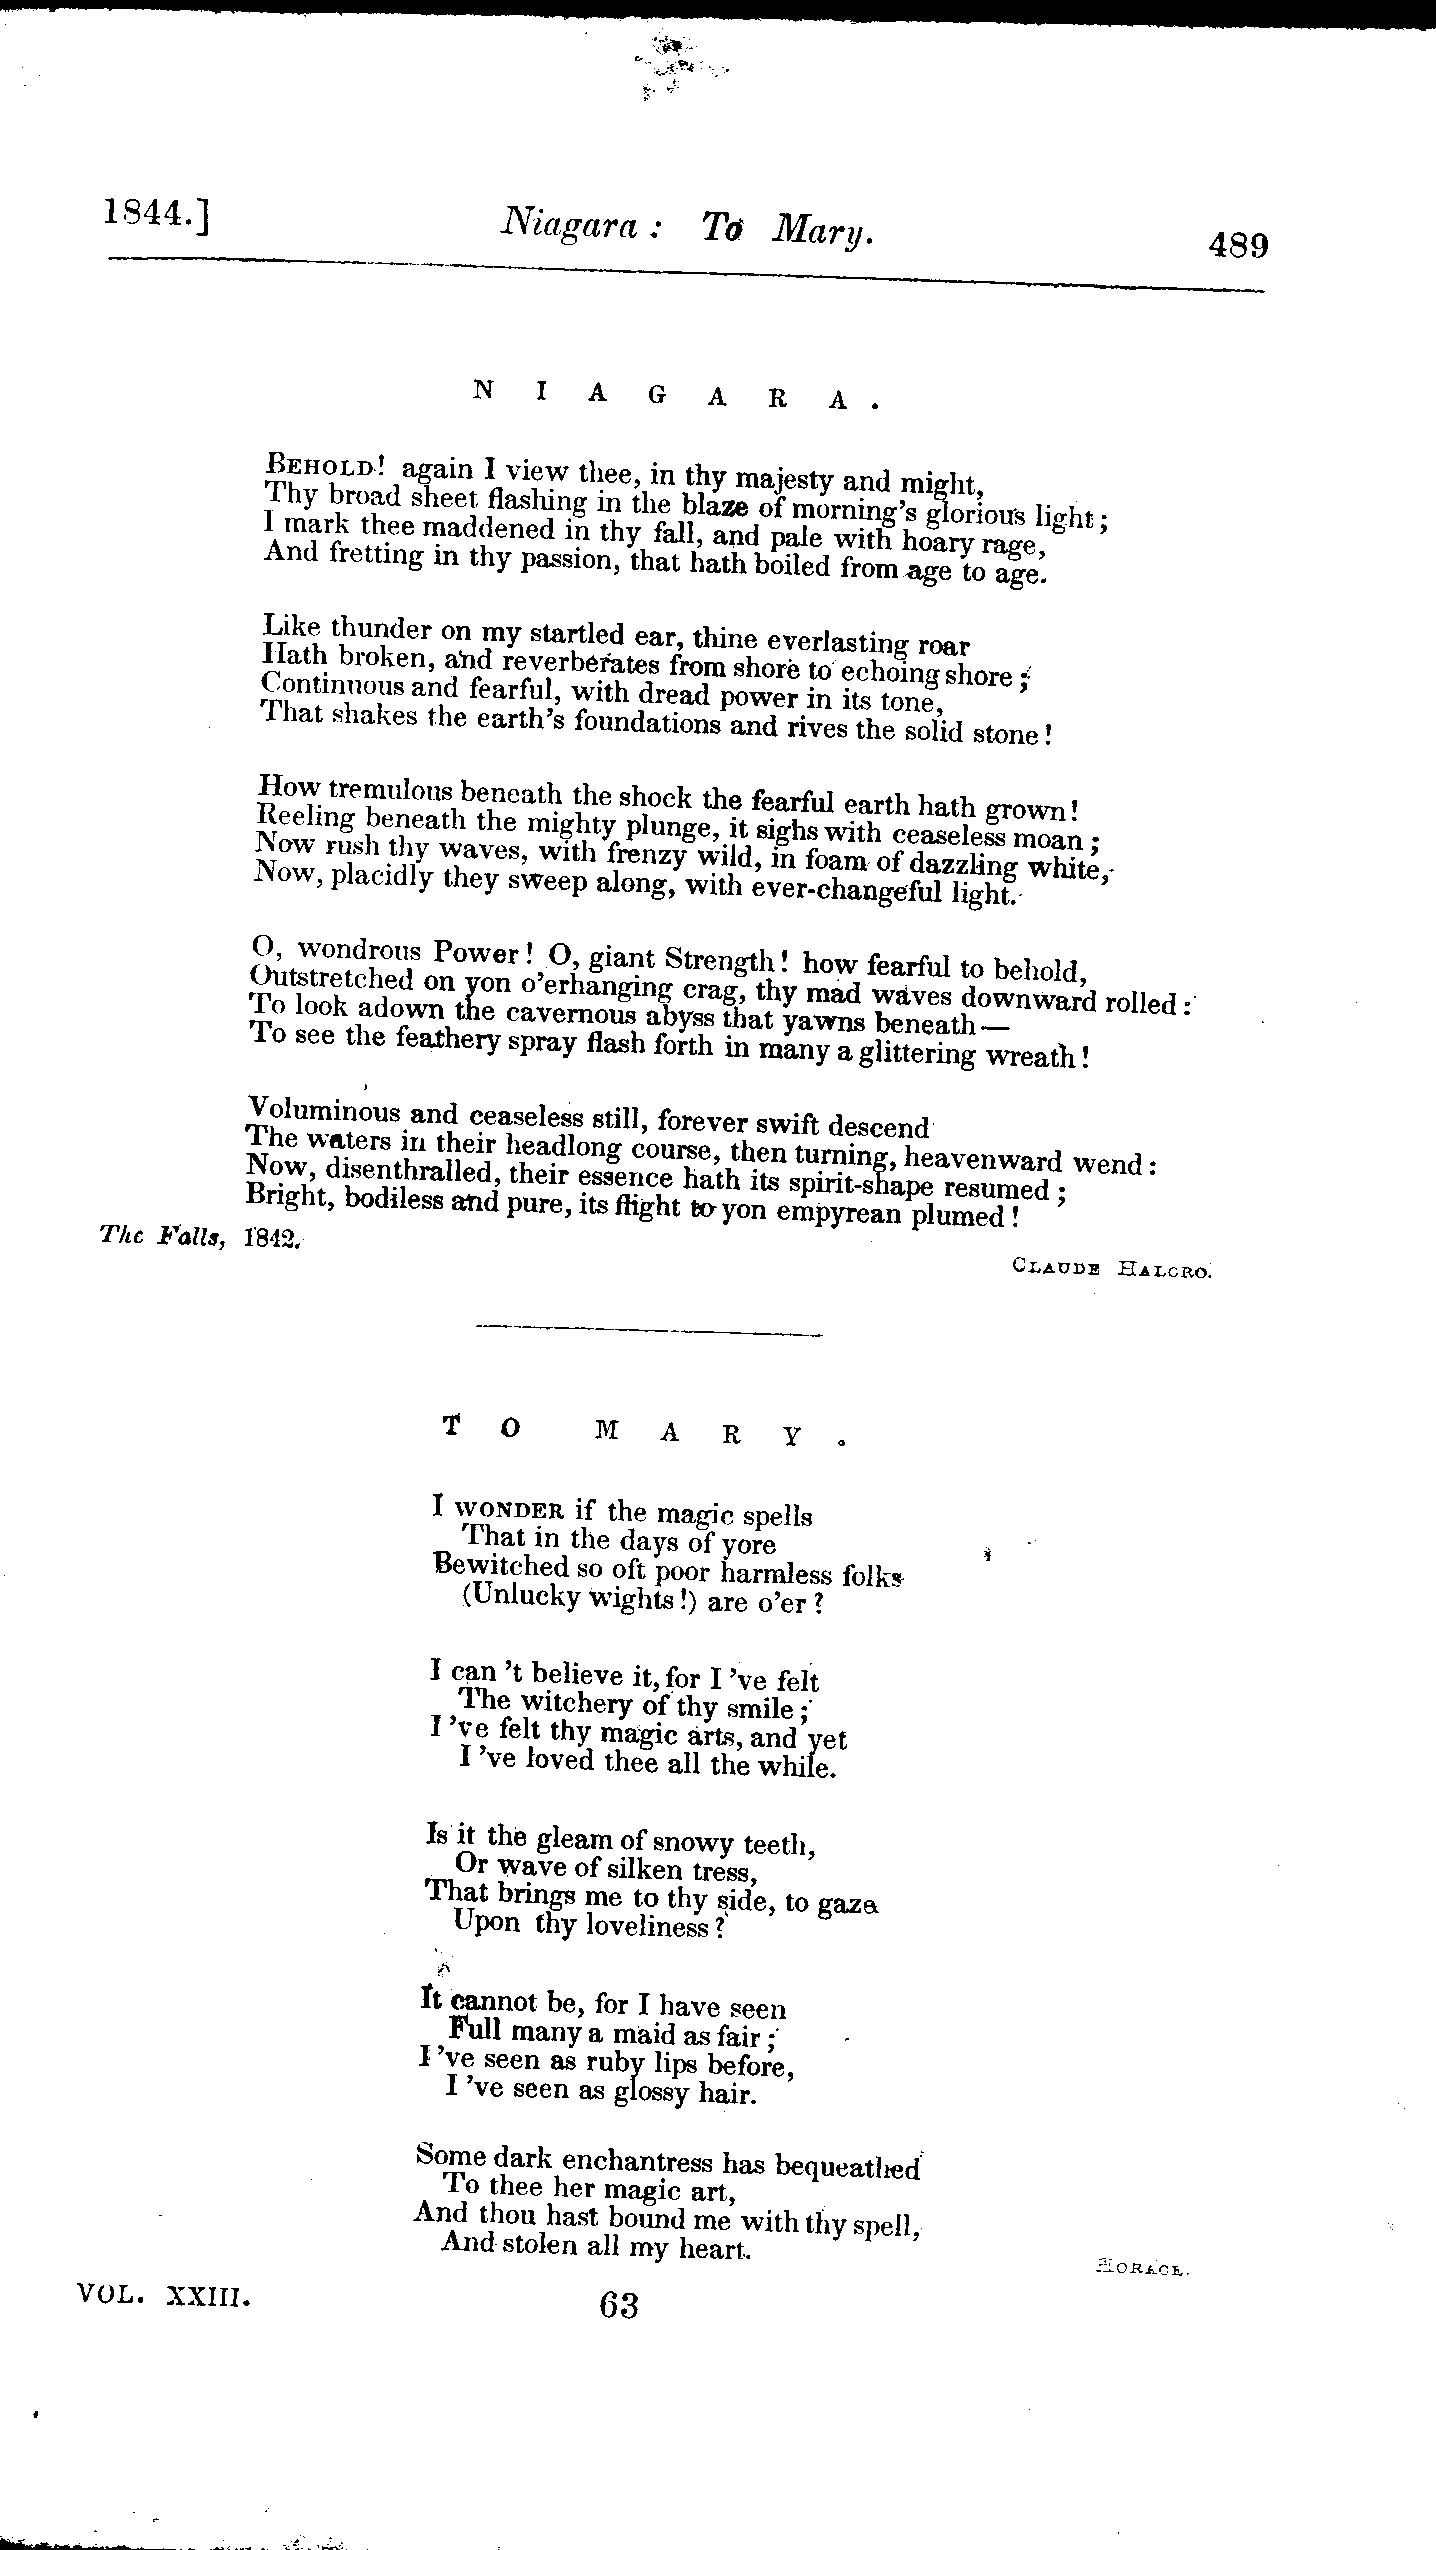 1844.] Niagara : To Mary. 489
NIAGARA.
BEHOLD! again I view thee, in thy majesty and might,
Thy broad sheet flashing in the blaze of morning's glorious light ;
I mark thee maddened in thy fall, and pale with hoary rage,
And fretting in thy passion, that hath boiled from age to age.
Like thunder on my startled ear, thine everlasting roar
Hath broken, and reverberates from shore to echoing shore ;
Continuous and fearful, with dread power in its tone,
That shakes the earth's foundations and rives the solid stone !
How tremulous beneath the shock the fearful earth hath grown !
Reeling beneath the mighty plunge, it sighs with ceaseless moan ;
Now rush thy waves, with frenzy wild, in foam of dazzling white,
Now, placidly they sweep along, with ever-changeful light.
O, wondrous Power ! O, giant Strength ! how fearful to behold,
Outstretched on yon o'erhanging crag, thy mad waves downward rolled :
To look adown the cavernous abyss that yawns beneath —
To see the feathery spray flash forth in many a glittering wreath !
Voluminous and ceaseless still, forever swift descend
The waters in their headlong course, then turning, heavenward wend :
Now, disenthralled, their essence hath its spirit-shape resumed ;
Bright, bodiless and pure, its flight to yon empyrean plumed !
The Falls, 1842.
CLAUDE HALCRO.
TO MARY.
I WONDER if the magic spells
That in the days of yore
Bewitched so oft poor harmless folks
(Unlucky wights !) are o'er ?
I can 't believe it, for I 've felt
The witchery of thy smile ;
I 've felt thy magic arts, and yet
I 've loved thee all the while.
Is it the gleam of snowy teeth,
Or wave of silken tress,
That brings me to thy side, to gaze
Upon thy loveliness ?
It cannot be, for I have seen
Full many a maid as fair ;
I 've seen as ruby lips before,
I 've seen as glossy hair.
Some dark enchantress has bequeathed
To thee her magic art,
And thou hast bound me with thy spell,
And stolen all my heart.
HORACE.
VOL. XXIII. 63